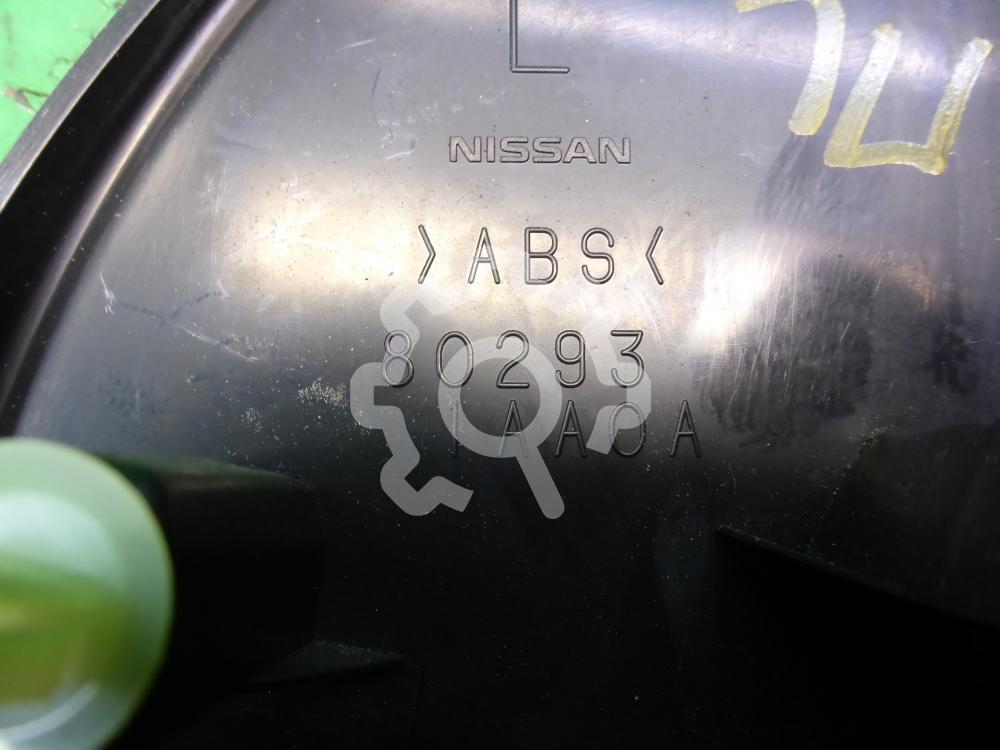 L
NISSAN
>ABS<
80293
1AA0A